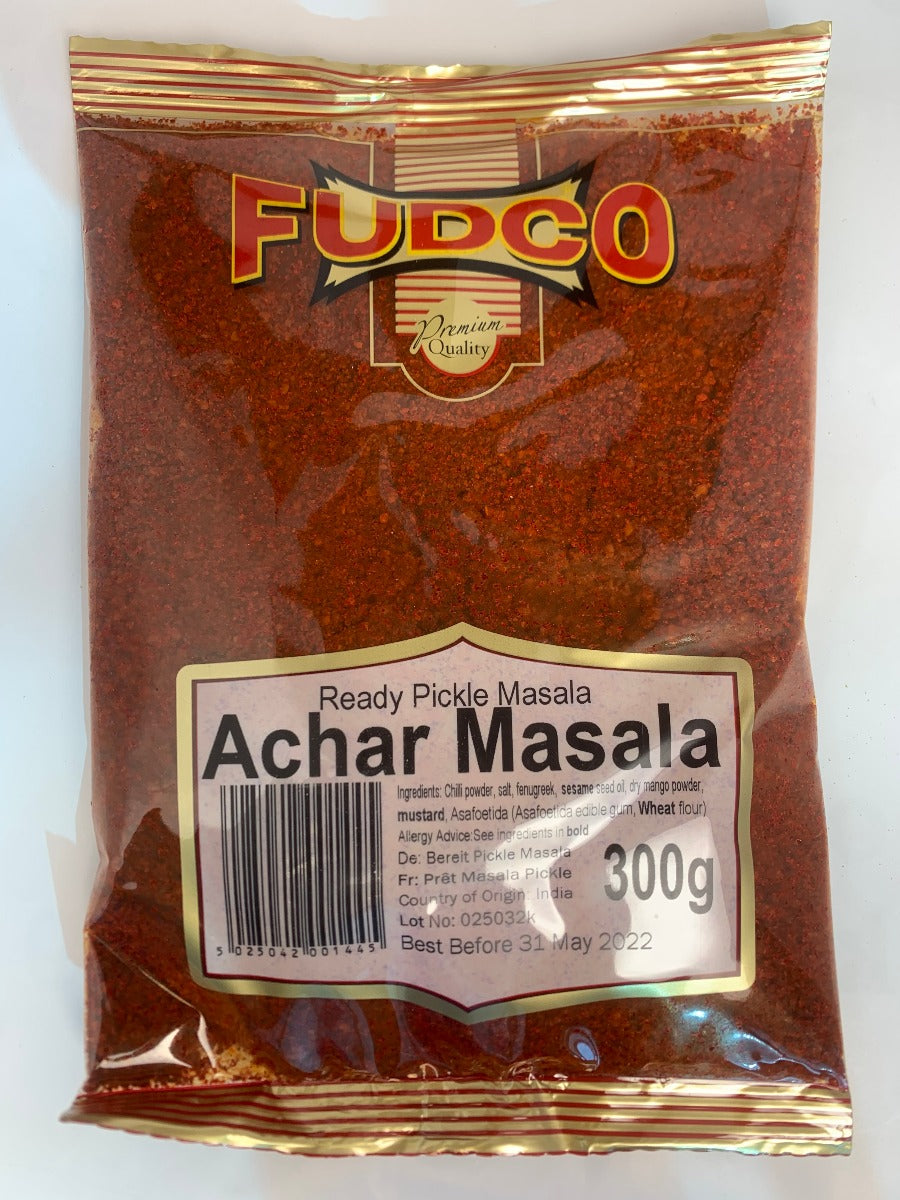 FUDCO
Premium
Quality
Ready Pickle Masala
Achar Masala
Ingredients: Chilli powder, salt, fenugreek, sesame seed oil, dry mango powder,
mustard, Asafoetida (Asafoetida edible gum, Wheat flour)
Allergy Advice:See ingredients in bold
De: Bereit Pickle Masala
Fr: Prêt Masala Pickle
300g
Country of Origin: India
Lot No: 025032k
Best Before 31 May 2022
5 025042 001445